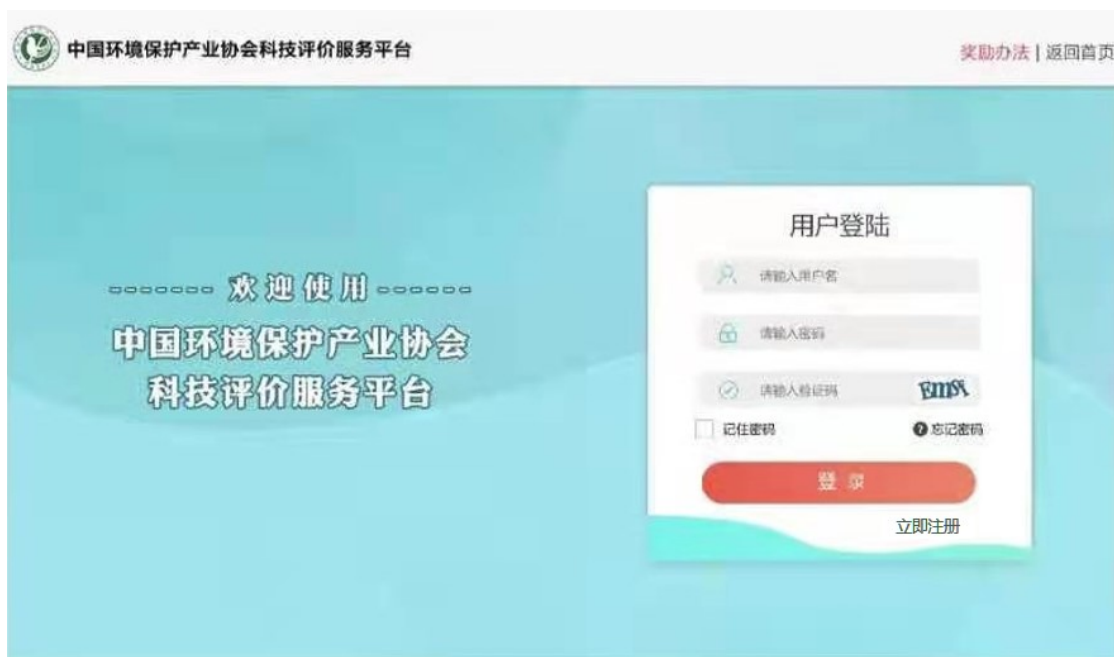 中国环境保护产业协会科技评价服务平台
奖励办法 | 返回首页
------- 欢迎使用 ------
中国环境保护产业协会
科技评价服务平台
用户登陆
请输入用户名
请输入密码
请输入验证码
记住密码
忘记密码
登 录
立即注册